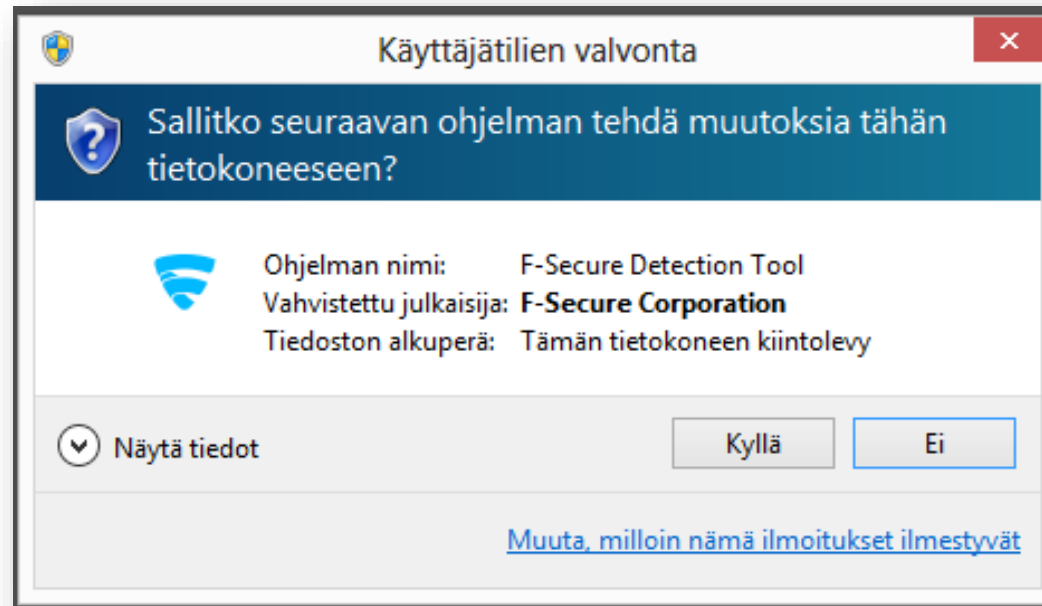 Käyttäjätilien valvonta
Sallitko seuraavan ohjelman tehdä muutoksia tähän
tietokoneeseen?
Ohjelman nimi: F-Secure Detection Tool
Vahvistettu julkaisija: F-Secure Corporation
Tiedoston alkuperä: Tämän tietokoneen kiintolevy
Näytä tiedot Kyllä Ei
Muuta, milloin nämä ilmoitukset ilmestyvät